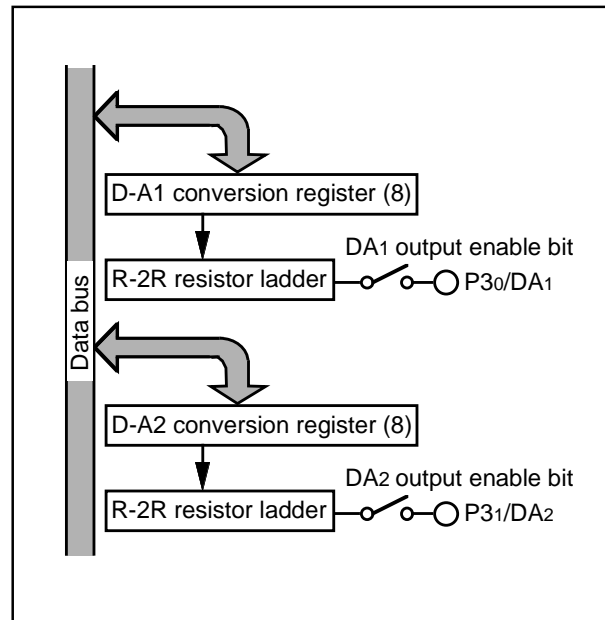 D-A1 conversion register (8)
DA1 output enable bit
R-2R resistor ladder
P30/DA1
Data bus
D-A2 conversion register (8)
DA2 output enable bit
R-2R resistor ladder
P31/DA2